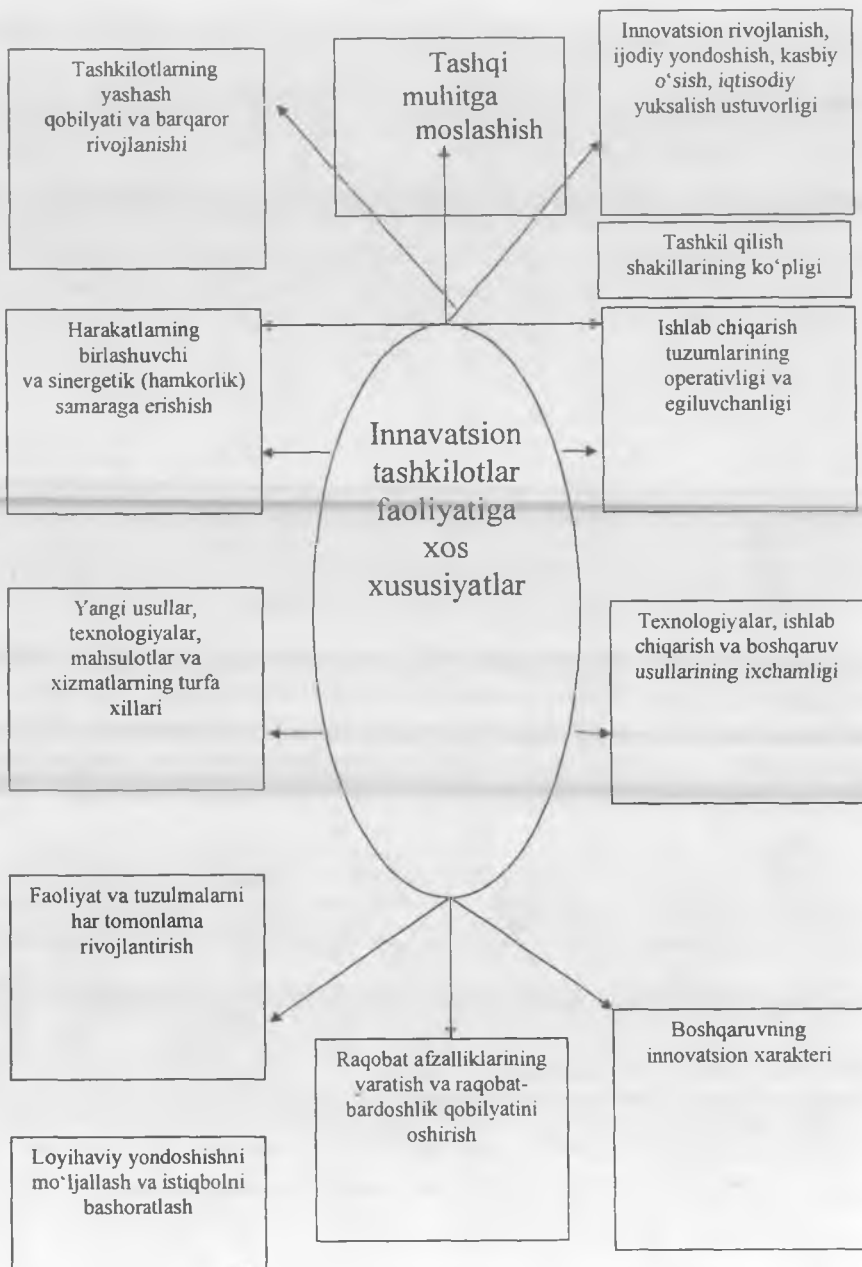 Tashkilotlarning
yashash
qobilyati va barqaror
rivojlanishi
Tashqi
muhitga
moslashish
Innovatsion rivojlanish,
ijodiy yondoshish, kasbiy
o‘sish, iqtisodiy
yuksalish ustuvorligi
Tashkil qilish
shakillarining ko‘pligi
Harakatlarning
birlashuvchi
va sinergetik (hamkorlik)
samaraga erishish
Ishlab chiqarish
tuzumlarining
operativligi va
egiluvchanligi
Innavatsion
tashkilotlar
faoliyatiga
xos
xususiyatlar
Yangi usullar,
texnologiyalar,
mahsulotlar va
xizmatlarning turfa
xillari
Texnologiyalar, ishlab
chiqarish va boshqaruv
usullarining ixchamligi
Faoliyat va tuzulmalarni
har tomonlama
rivojlantirish
Raqobat afzalliklarining
yaratish va raqobat-
bardoshlik qobilyatini
oshirish
Boshqaruvning
innovatsion xarakteri
Loyihaviy yondoshishni
mo‘ljallash va istiqbolni
bashoratlash